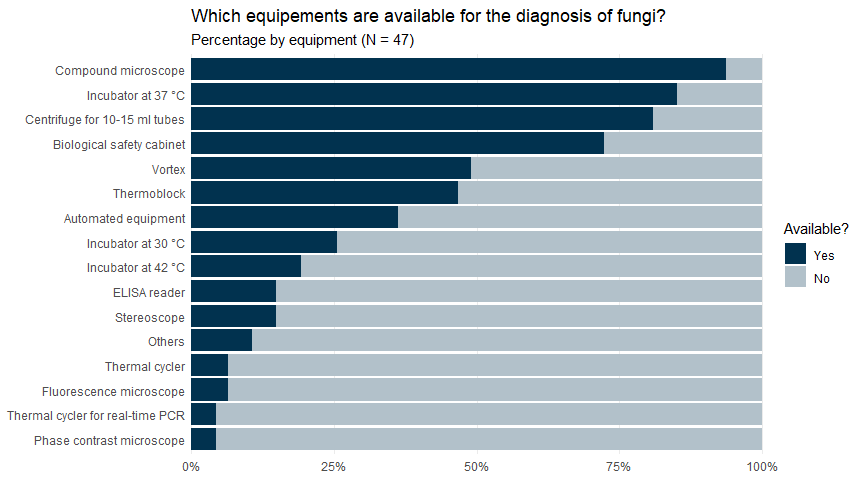 Which equipements are available for the diagnosis of fungi?
Percentage by equipment (N = 47)
Compound microscope
Incubator at 37 °C
Centrifuge for 10-15 ml tubes
Biological safety cabinet
Vortex
Thermoblock
Automated equipment
Incubator at 30 °C
Incubator at 42 °C
ELISA reader
Stereoscope
Others
Thermal cycler
Fluorescence microscope
Thermal cycler for real-time PCR
Phase contrast microscope
0% 25% 50% 75% 100%
Available?
Yes
No